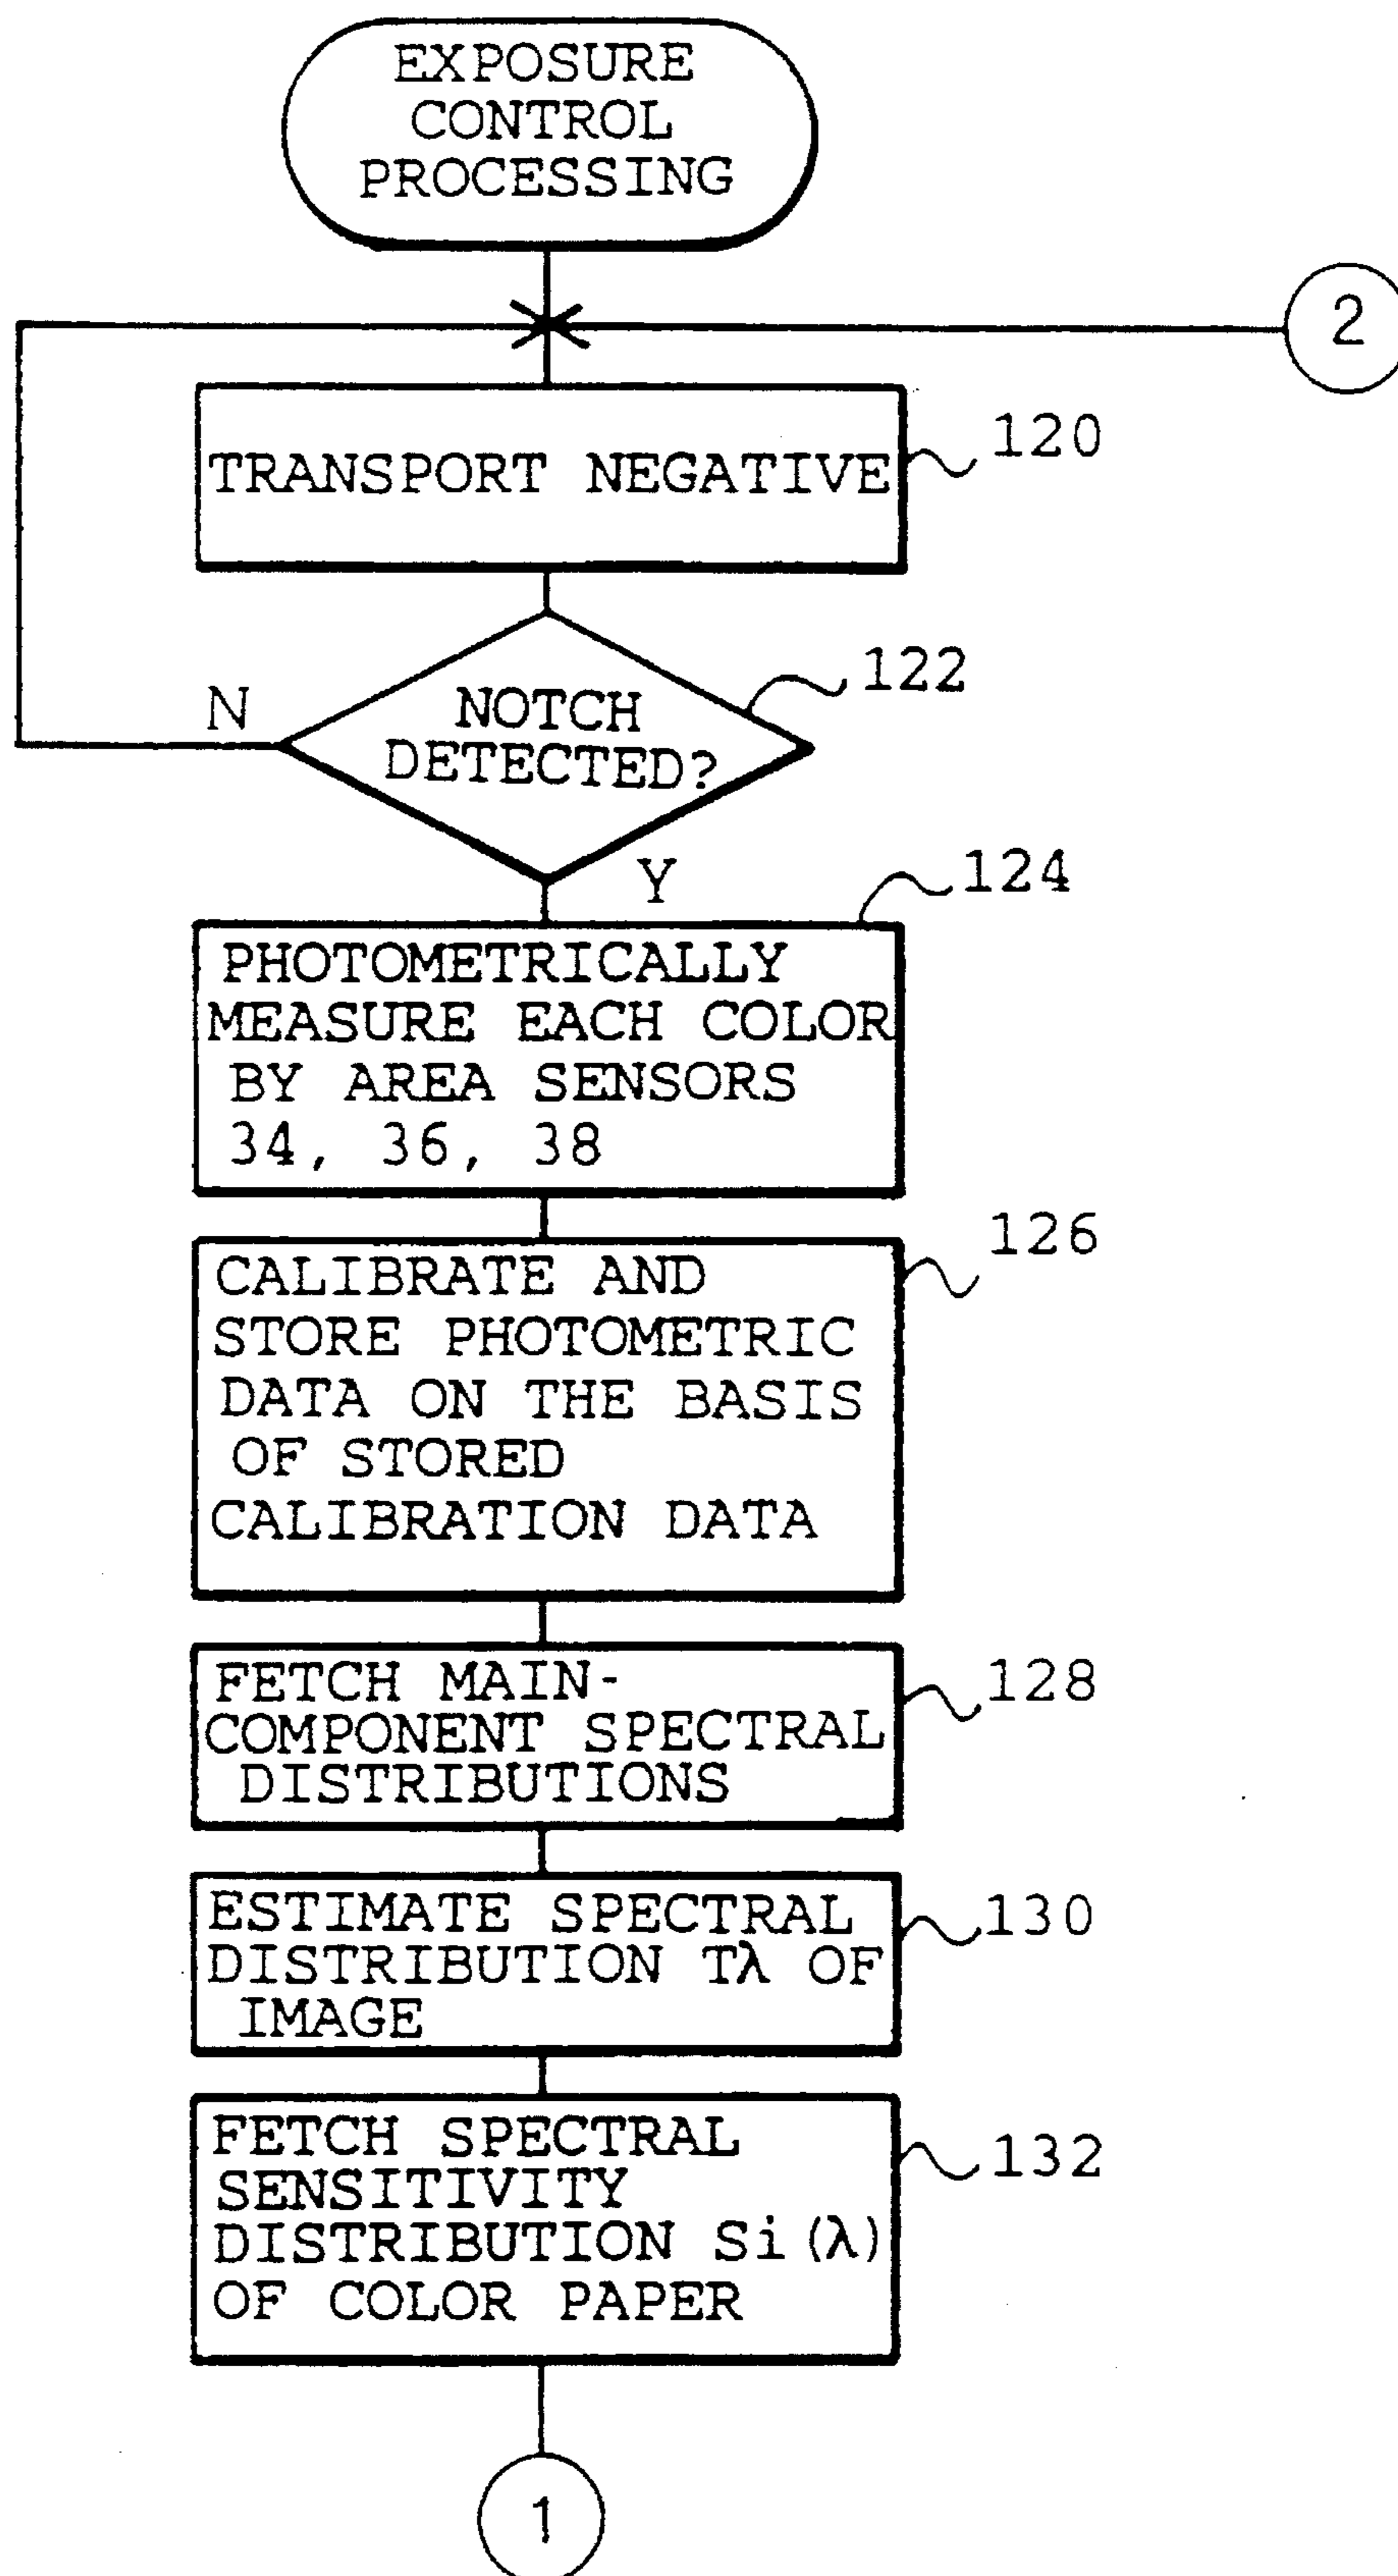 EXPOSURE
CONTROL
PROCESSING
2
TRANSPORT NEGATIVE
120
NOTCH
DETECTED?
122
N
Y
124
PHOTOMETRICALLY
MEASURE EACH COLOR
BY AREA SENSORS
34, 36, 38
126
CALIBRATE AND
STORE PHOTOMETRIC
DATA ON THE BASIS
OF STORED
CALIBRATION DATA
128
FETCH MAIN-
COMPONENT SPECTRAL
DISTRIBUTIONS
130
ESTIMATE SPECTRAL
DISTRIBUTION Tλ OF
IMAGE
132
FETCH SPECTRAL
SENSITIVITY
DISTRIBUTION Si(λ)
OF COLOR PAPER
1